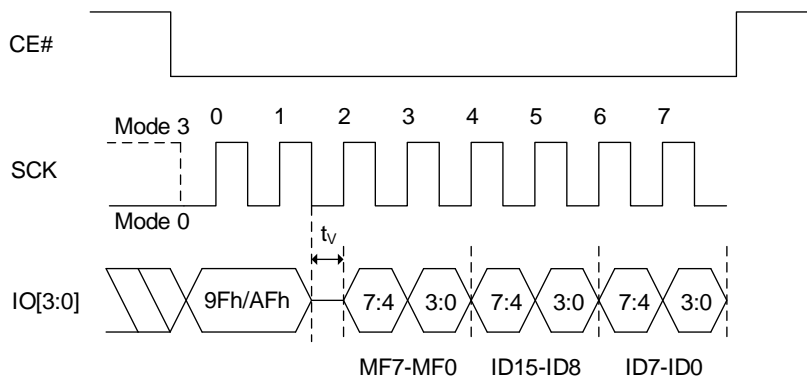 CE#
0 1 2 3 4 5 6 7
Mode 3
SCK
Mode 0
tV
IO[3:0]
9Fh/AFh 7:4 3:0 7:4 3:0 7:4 3:0
MF7-MF0 ID15-ID8 ID7-ID0